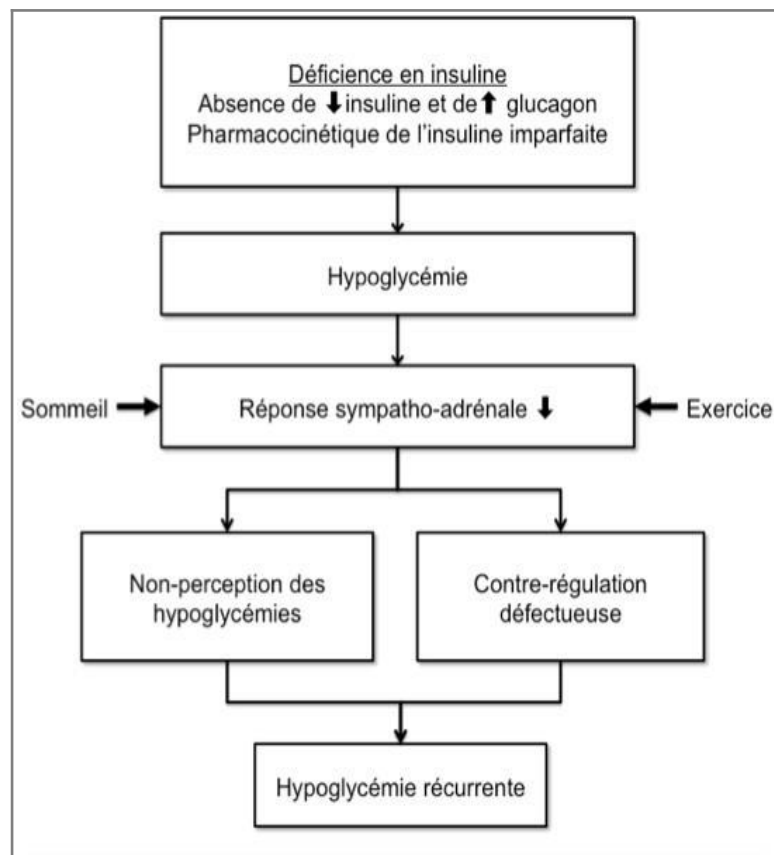 Déficience en insuline
Absence de ⬇ insuline et de ⬆ glucagon
Pharmacocinétique de l'insuline imparfaite
Hypoglycémie
Sommeil
Réponse sympatho-adrénale ⬇
Exercice
Non-perception des
hypoglycémies
Contre-régulation
défectueuse
Hypoglycémie récurrente